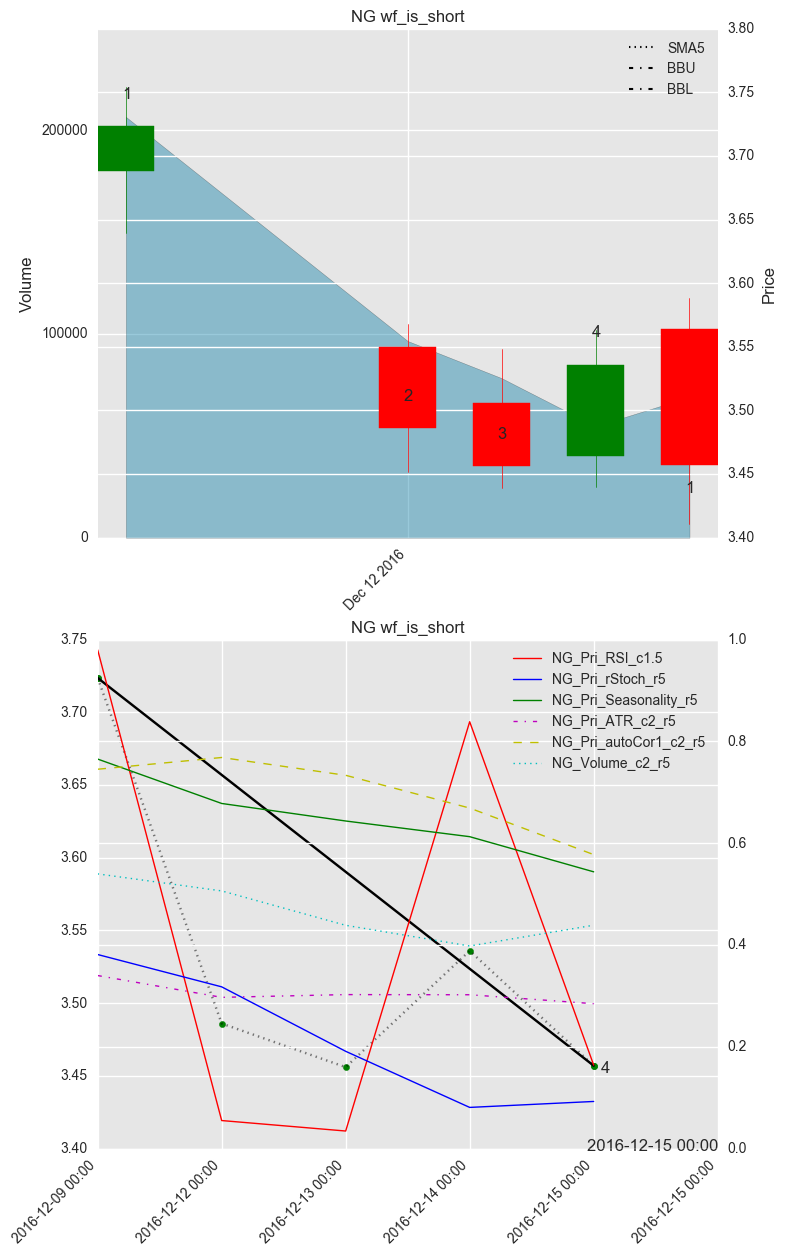 NG wf_is_short
3.80
SMA5
BBU
BBL
1
3.75
200000
3.70
3.65
Volume
3.60
Price
100000
4
3.55
2
3.50
3
3.45
1
0
3.40
Dec 12 2016
NG wf_is_short
3.75
1.0
NG_Pri_RSI_c1.5
NG_Pri_rStoch_r5
NG_Pri_Seasonality_r5
NG_Pri_ATR_c2_r5
NG_Pri_autoCor1_c2_r5
NG_Volume_c2_r5
3.70
0.8
3.65
3.60
0.6
3.55
0.4
3.50
3.45
0.2
4
3.40
2016-12-15 00:00
0.0
2016-12-09 00:00
2016-12-12 00:00
2016-12-13 00:00
2016-12-14 00:00
2016-12-15 00:00
2016-12-15 00:00